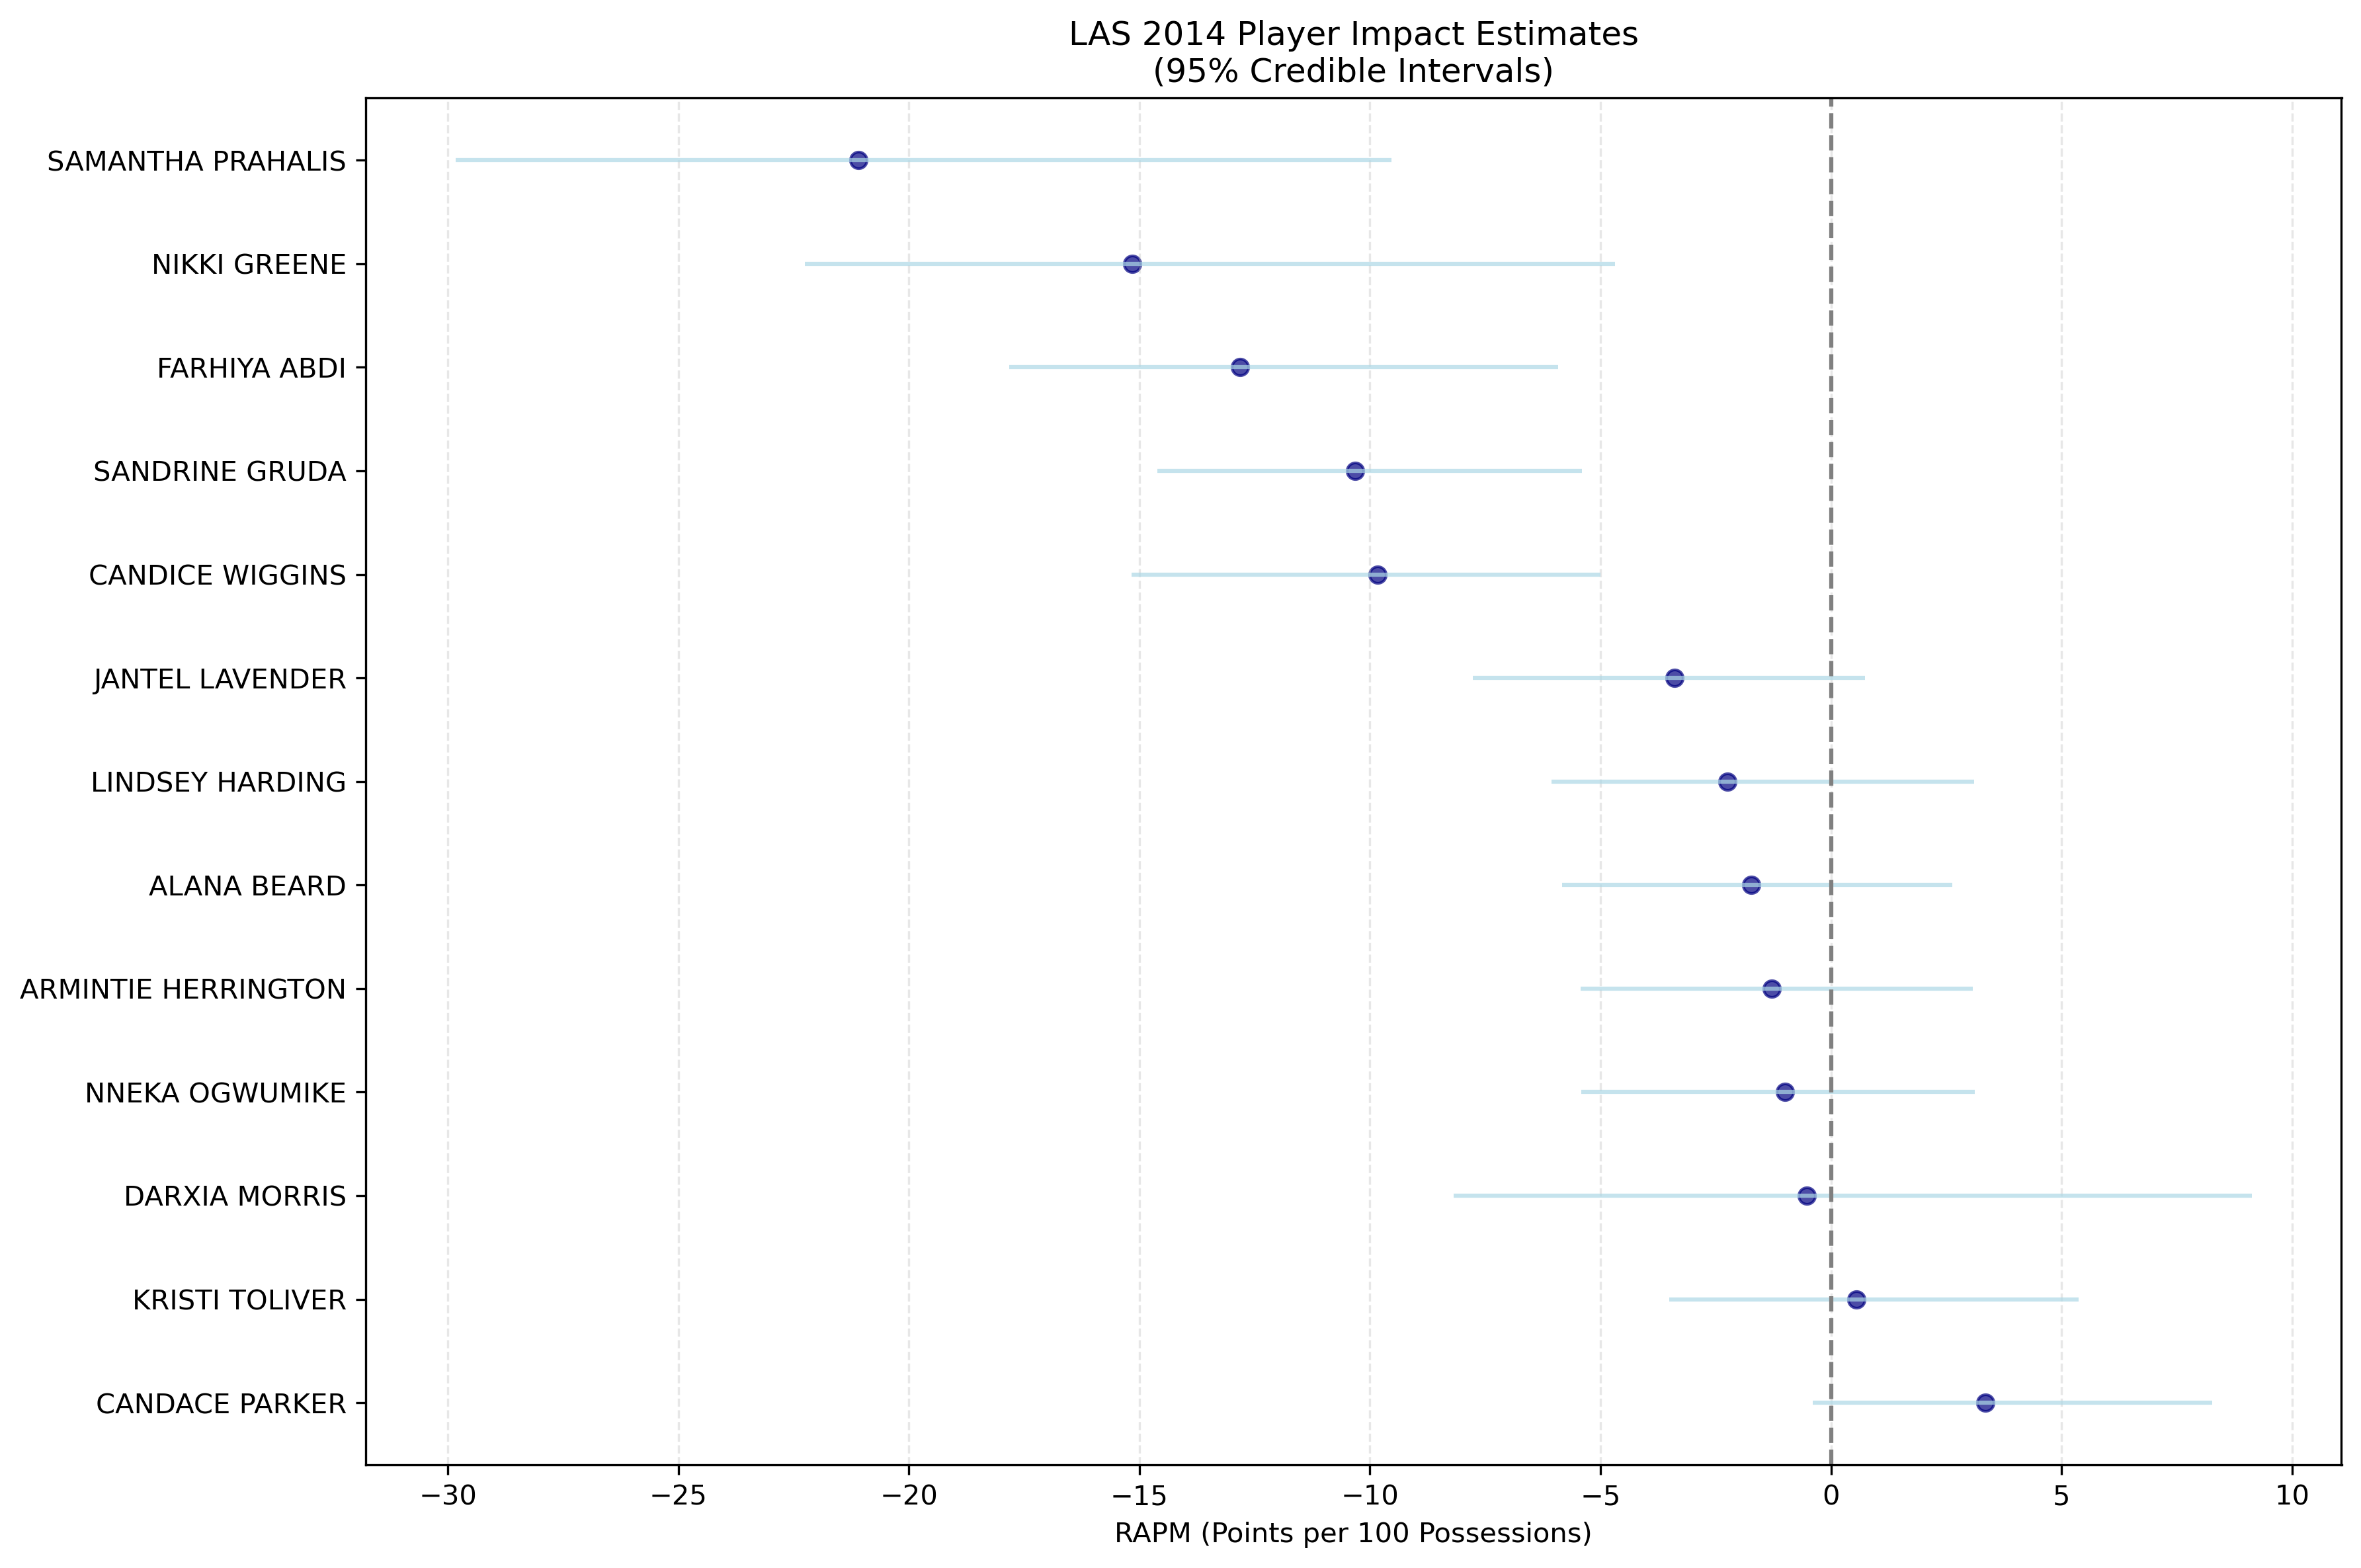 LAS 2014 Player Impact Estimates
(95% Credible Intervals)
SAMANTHA PRAHALIS
NIKKI GREENE
FARHIYA ABDI
SANDRINE GRUDA
CANDICE WIGGINS
JANTEL LAVENDER
LINDSEY HARDING
ALANA BEARD
ARMINTIE HERRINGTON
NNEKA OGWUMIKE
DARXIA MORRIS
KRISTI TOLIVER
CANDACE PARKER
−30 −25 −20 −15 −10 −5 0 5 10
RAPM (Points per 100 Possessions)